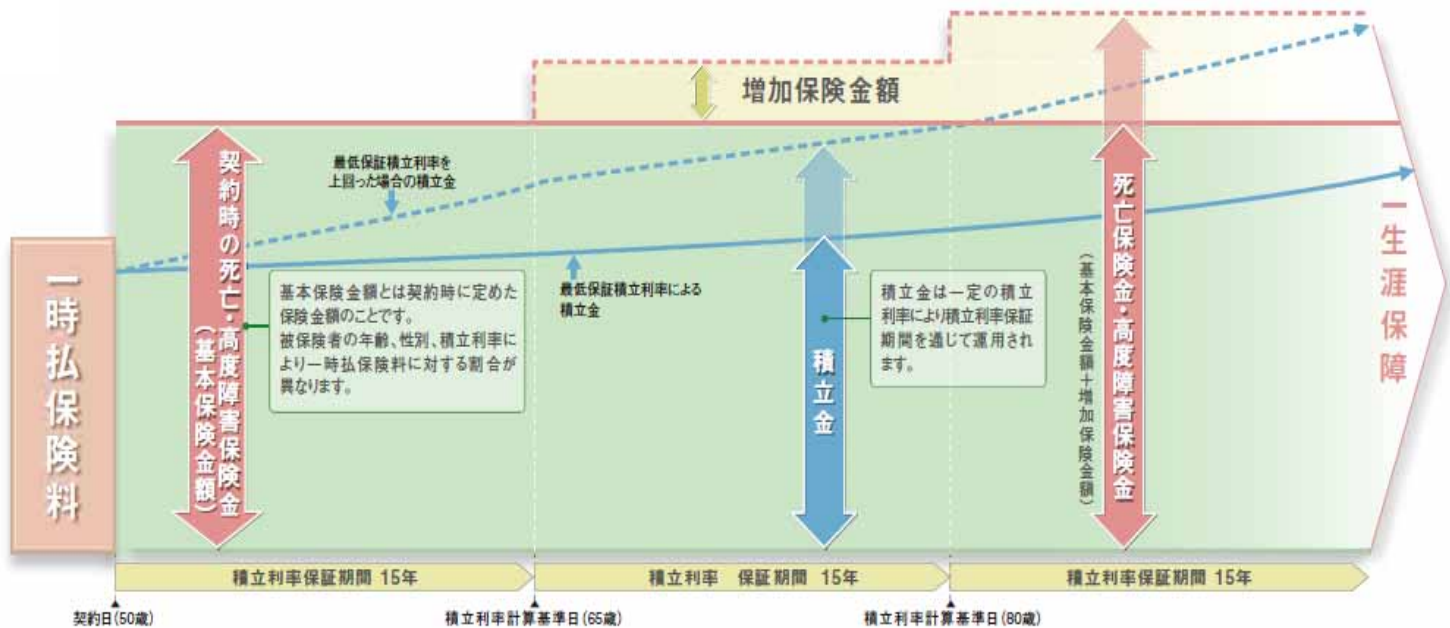 増加保険金額
最低保証積立利率を
上回った場合の積立金
一時払保険料
契約時の死亡・高度障害保険金
(基本保険金額)
基本保険金額とは契約時に定めた
保険金額のことです。
被保険者の年齢、性別、積立利率に
より一時払保険料に対する割合が
異なります。
最低保証積立利率による
積立金
積立金
積立金は一定の積立
利率により積立利率保証
期間を通じて運用され
ます。
死亡保険金・高度障害保険金
(基本保険金額+増加保険金額)
一生涯保障
積立利率保証期間 15年
積立利率 保証期間 15年
積立利率保証期間 15年
契約日(50歳)
積立利率計算基準日(65歳)
積立利率計算基準日(80歳)